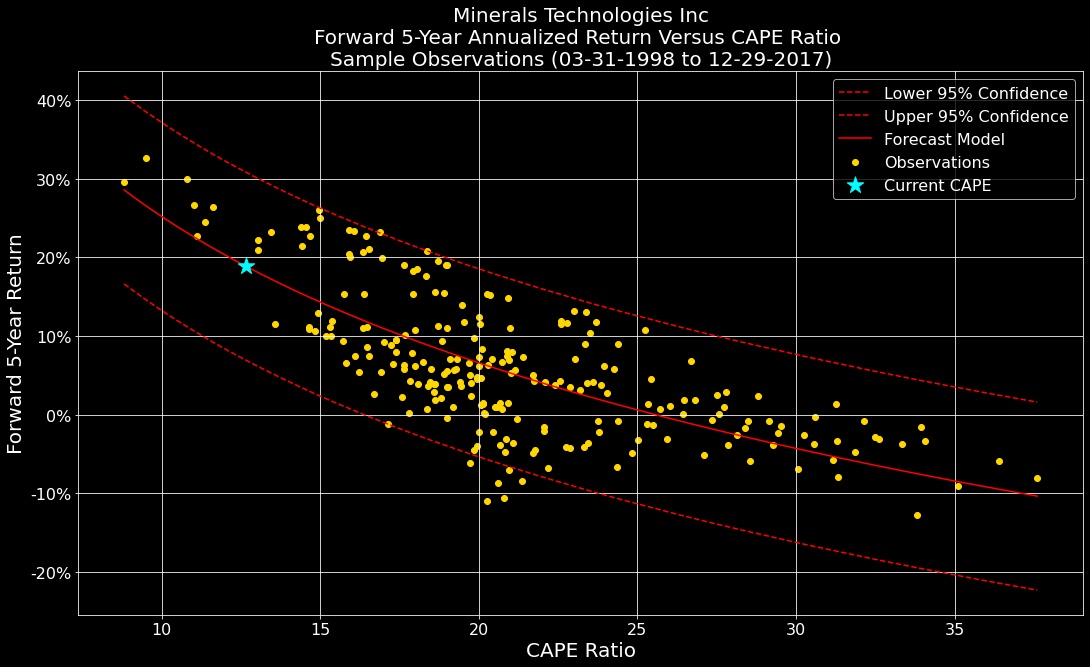 Minerals Technologies Inc
Forward 5-Year Annualized Return Versus CAPE Ratio
Sample Observations (03-31-1998 to 12-29-2017)
Lower 95% Confidence
Upper 95% Confidence
Forecast Model
Observations
Current CAPE
Forward 5-Year Return
40%
30%
20%
10%
0%
-10%
-20%
10 15 20 25 30 35
CAPE Ratio